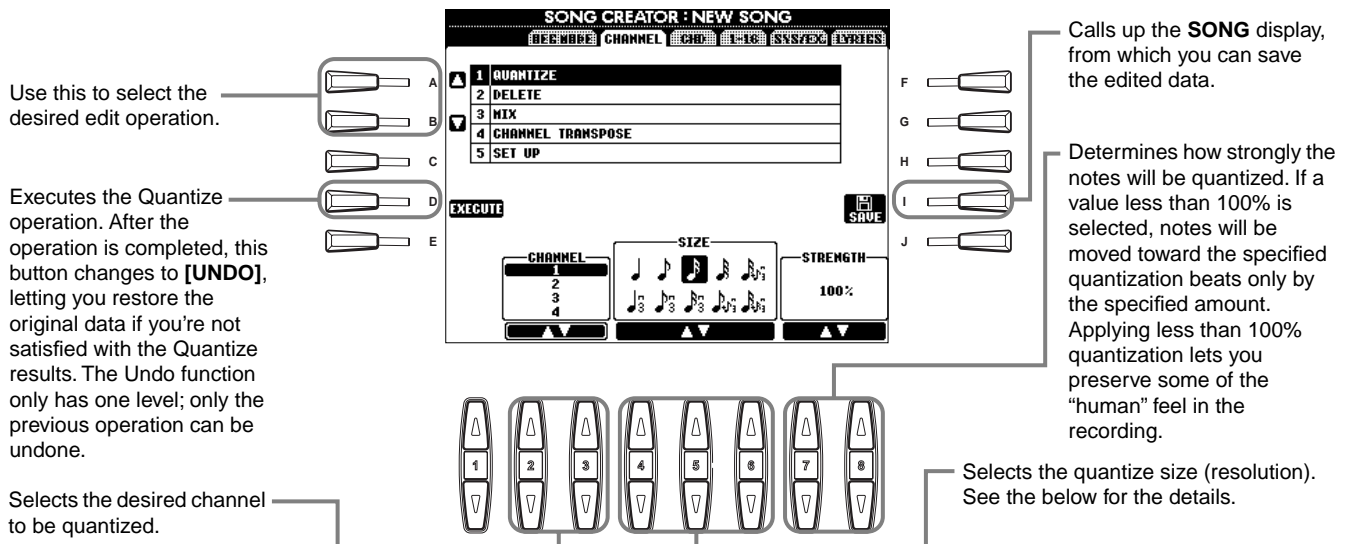 SONG CREATOR : NEW SONG
REC MODE CHANNEL CHD 1-16 SYS/EX. LYRICS
1 QUANTIZE
2 DELETE
3 MIX
4 CHANNEL TRANSPOSE
5 SET UP
EXECUTE
SAVE
CHANNEL
1
2
3
4
SIZE
3 3 3
STRENGTH
100%
A
B
C
D
E
F
G
H
I
J
1 2 3 4 5 6 7 8
Use this to select the
desired edit operation.
Executes the Quantize
operation. After the
operation is completed, this
button changes to [UNDO],
letting you restore the
original data if you're not
satisfied with the Quantize
results. The Undo function
only has one level; only the
previous operation can be
undone.
Selects the desired channel
to be quantized.
Calls up the SONG display,
from which you can save
the edited data.
Determines how strongly the
notes will be quantized. If a
value less than 100% is
selected, notes will be
moved toward the specified
quantization beats only by
the specified amount.
Applying less than 100%
quantization lets you
preserve some of the
“human” feel in the
recording.
Selects the quantize size (resolution).
See the below for the details.